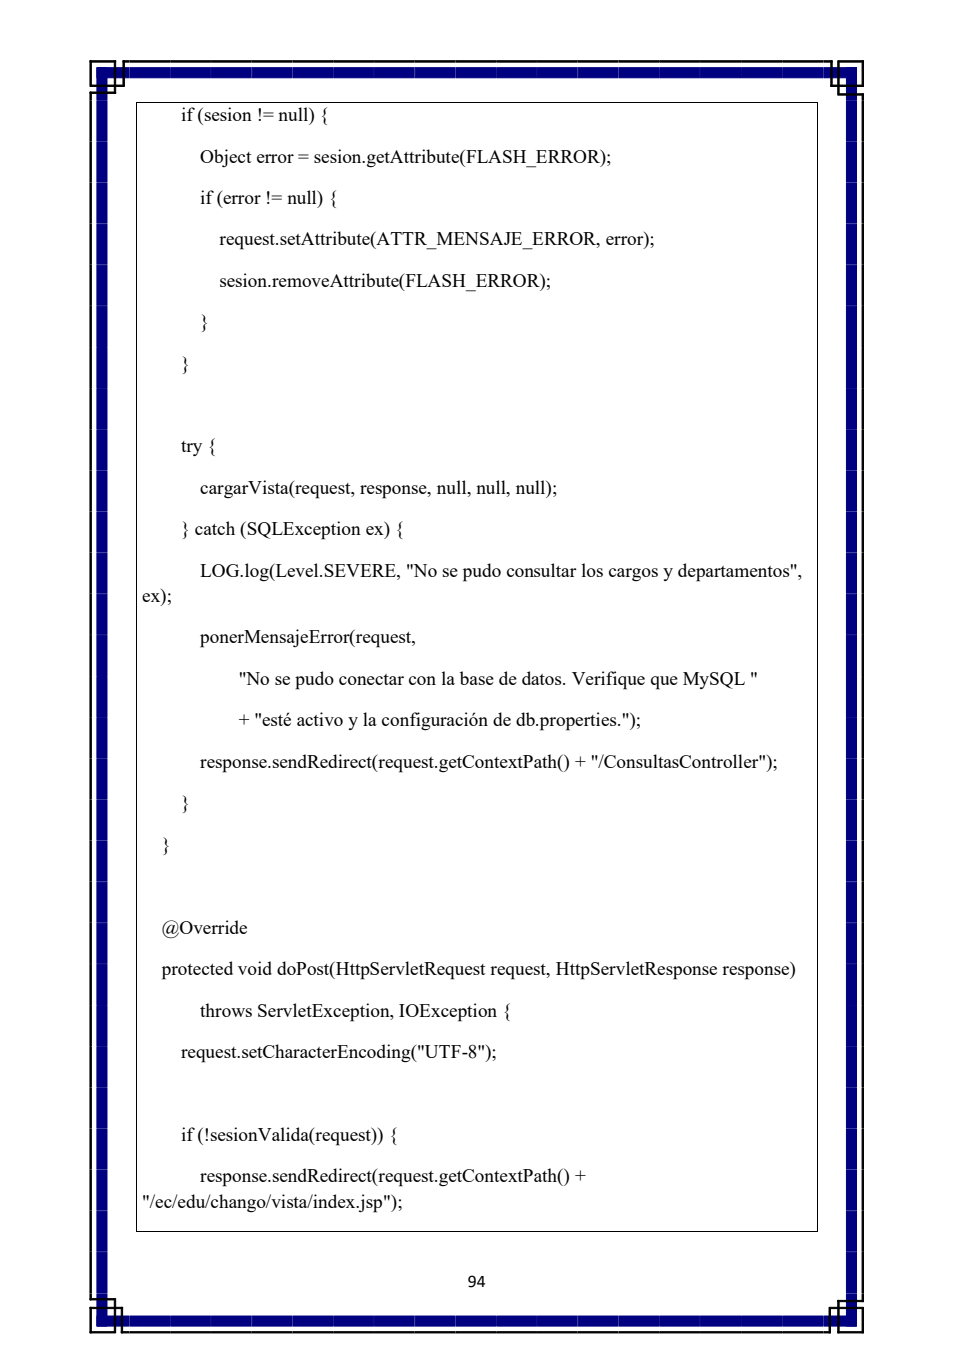 if (sesion != null) {
Object error = sesion.getAttribute(FLASH_ERROR);
if (error != null) {
request.setAttribute(ATTR_MENSAJE_ERROR, error);
sesion.removeAttribute(FLASH_ERROR);
}
}
try {
cargarVista(request, response, null, null, null);
} catch (SQLException ex) {
LOG.log(Level.SEVERE, "No se pudo consultar los cargos y departamentos",
ex);
ponerMensajeError(request,
"No se pudo conectar con la base de datos. Verifique que MySQL "
+ "esté activo y la configuración de db.properties.");
response.sendRedirect(request.getContextPath() + "/ConsultasController");
}
}
@Override
protected void doPost(HttpServletRequest request, HttpServletResponse response)
throws ServletException, IOException {
request.setCharacterEncoding("UTF-8");
if (!sesionValida(request)) {
response.sendRedirect(request.getContextPath() +
"/ec/edu/chango/vista/index.jsp");
94